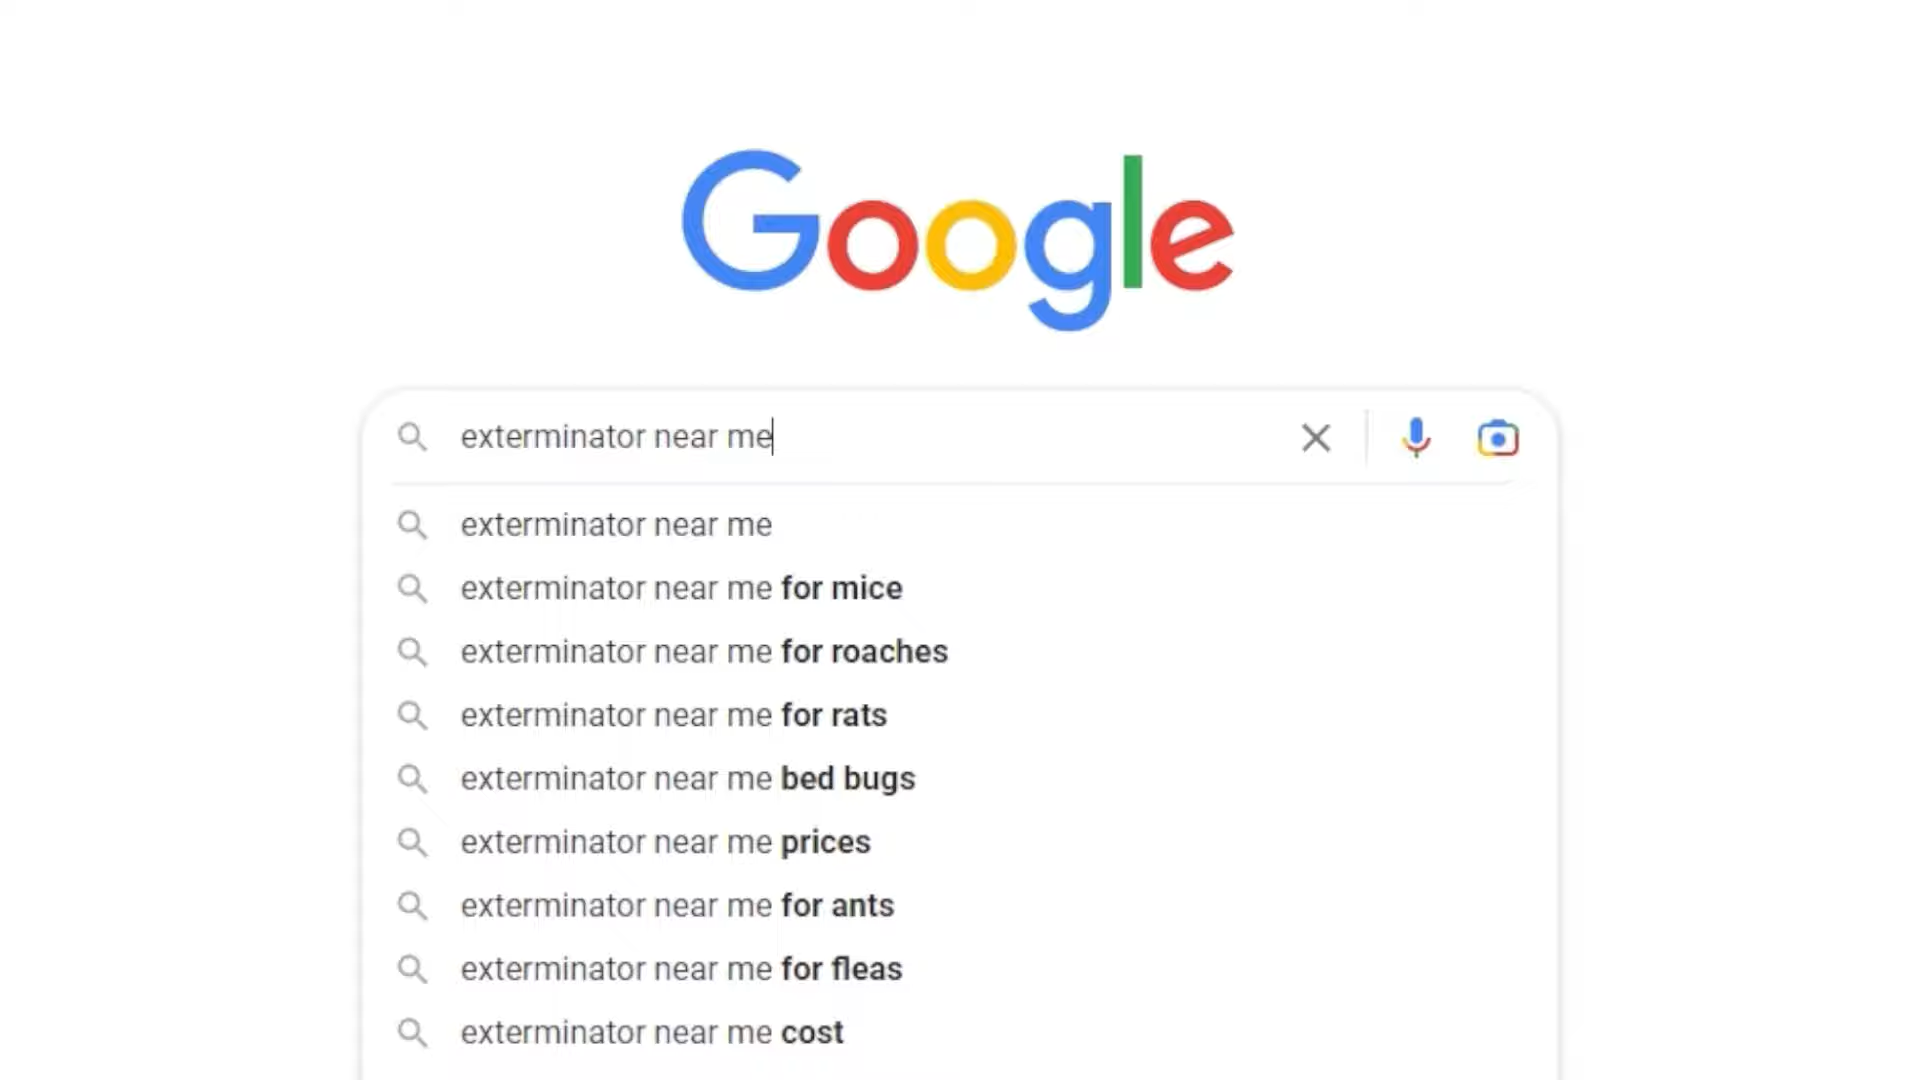 Google
exterminator near me
exterminator near me
exterminator near me for mice
exterminator near me for roaches
exterminator near me for rats
exterminator near me bed bugs
exterminator near me prices
exterminator near me for ants
exterminator near me for fleas
exterminator near me cost